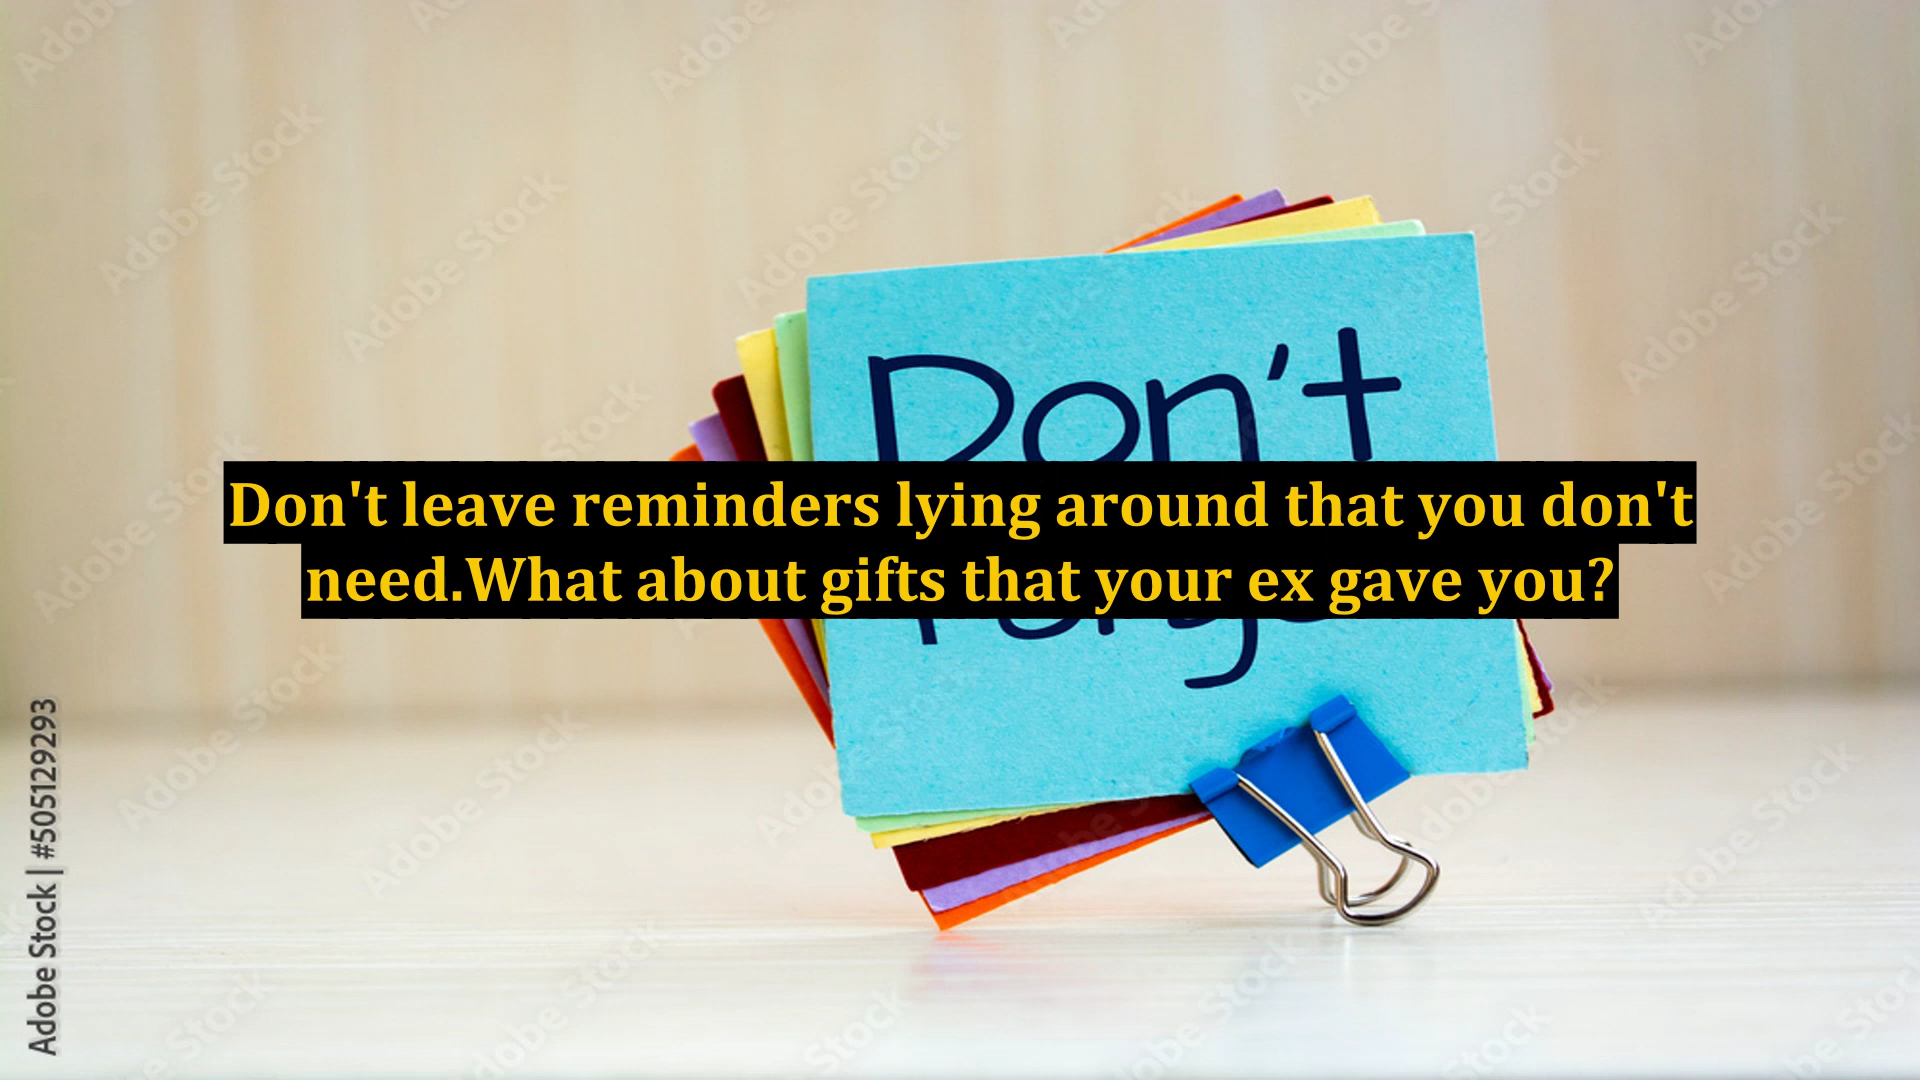 Don't
Don't leave reminders lying around that you don't
need.What about gifts that your ex gave you?
Adobe Stock | #505129293